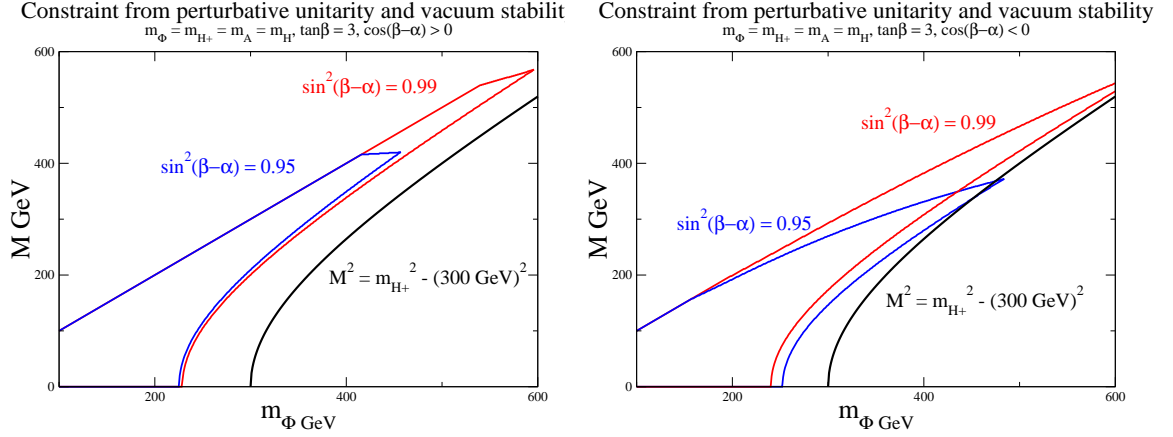 Constraint from perturbative unitarity and vacuum stabilit
m_Φ = m_H+ = m_A = m_H, tanβ = 3, cos(β−α) > 0
600
400
200
0
M GeV
sin²(β−α) = 0.99
sin²(β−α) = 0.95
M² = m_H+² - (300 GeV)²
200
400
600
m_Φ GeV
Constraint from perturbative unitarity and vacuum stability
m_Φ = m_H+ = m_A = m_H, tanβ = 3, cos(β−α) < 0
600
400
200
0
M GeV
sin²(β−α) = 0.99
sin²(β−α) = 0.95
M² = m_H+² - (300 GeV)²
200
400
600
m_Φ GeV